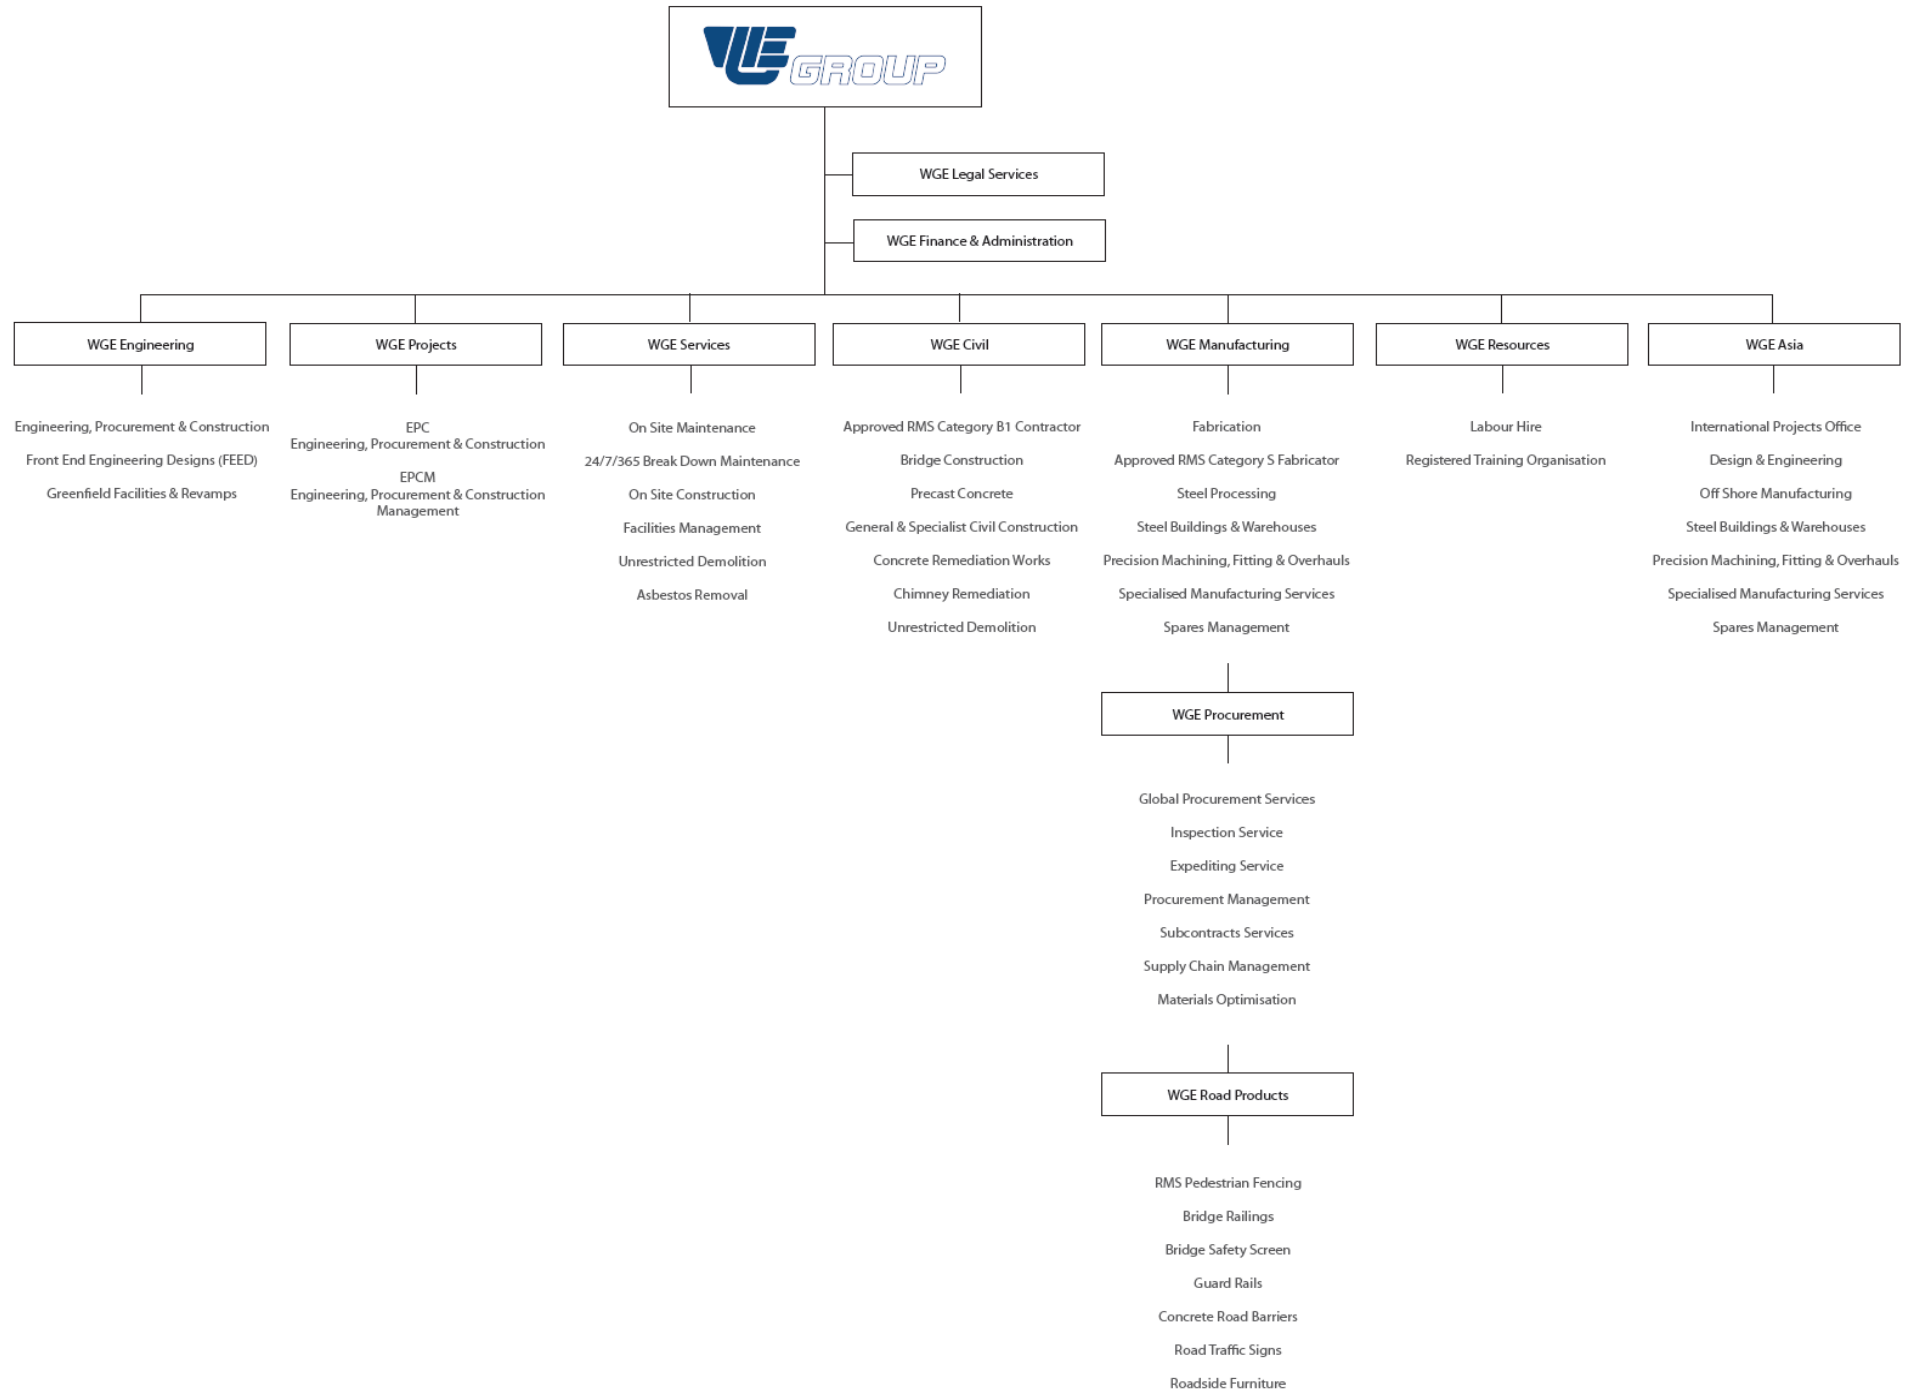 WGE GROUP
WGE Legal Services
WGE Finance & Administration
WGE Engineering
Engineering, Procurement & Construction
Front End Engineering Designs (FEED)
Greenfield Facilities & Revamps
WGE Projects
EPC
Engineering, Procurement & Construction
EPCM
Engineering, Procurement & Construction
Management
WGE Services
On Site Maintenance
24/7/365 Break Down Maintenance
On Site Construction
Facilities Management
Unrestricted Demolition
Asbestos Removal
WGE Civil
Approved RMS Category B1 Contractor
Bridge Construction
Precast Concrete
General & Specialist Civil Construction
Concrete Remediation Works
Chimney Remediation
Unrestricted Demolition
WGE Manufacturing
Fabrication
Approved RMS Category S Fabricator
Steel Processing
Steel Buildings & Warehouses
Precision Machining, Fitting & Overhauls
Specialised Manufacturing Services
Spares Management
WGE Procurement
Global Procurement Services
Inspection Service
Expediting Service
Procurement Management
Subcontracts Services
Supply Chain Management
Materials Optimisation
WGE Road Products
RMS Pedestrian Fencing
Bridge Railings
Bridge Safety Screen
Guard Rails
Concrete Road Barriers
Road Traffic Signs
Roadside Furniture
WGE Resources
Labour Hire
Registered Training Organisation
WGE Asia
International Projects Office
Design & Engineering
Off Shore Manufacturing
Steel Buildings & Warehouses
Precision Machining, Fitting & Overhauls
Specialised Manufacturing Services
Spares Management